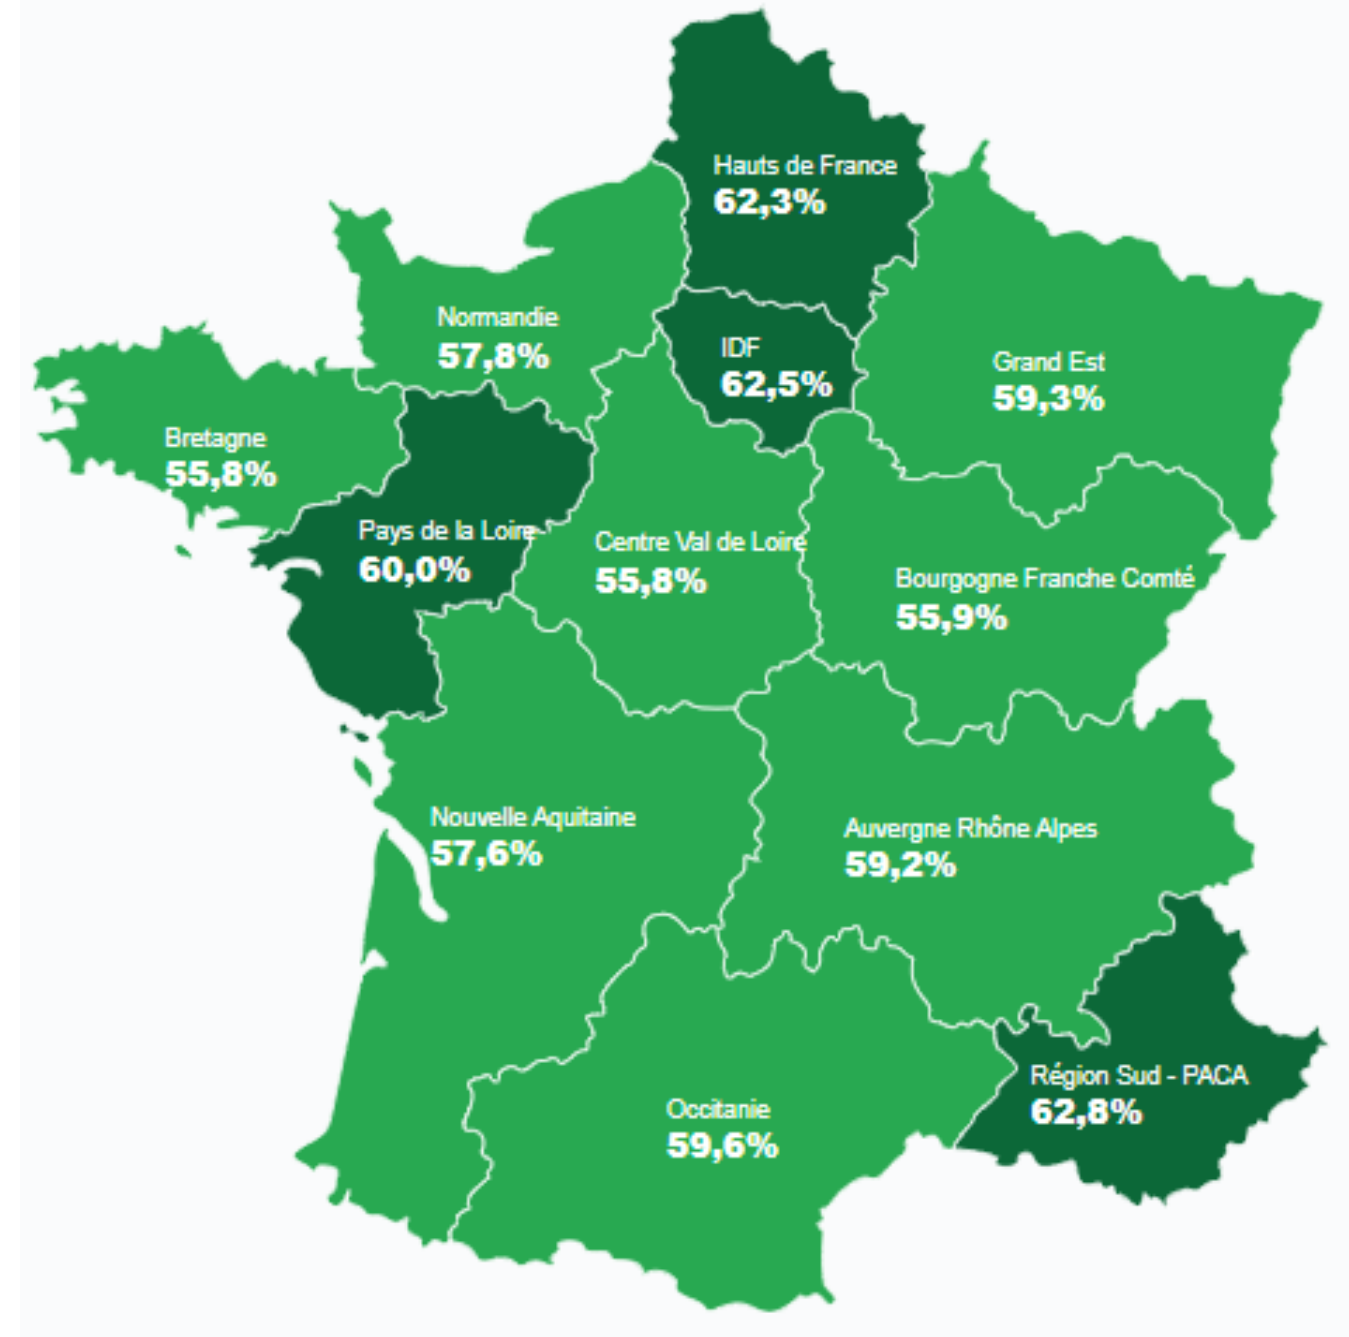 Hauts de France
62,3%
Normandie
57,8%
IDF
62,5%
Grand Est
59,3%
Bretagne
55,8%
Pays de la Loire
60,0%
Centre Val de Loire
55,8%
Bourgogne Franche Comté
55,9%
Nouvelle Aquitaine
57,6%
Auvergne Rhône Alpes
59,2%
Région Sud - PACA
62,8%
Occitanie
59,6%